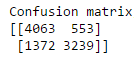 Confusion matrix
[[4063  553]
 [1372 3239]]